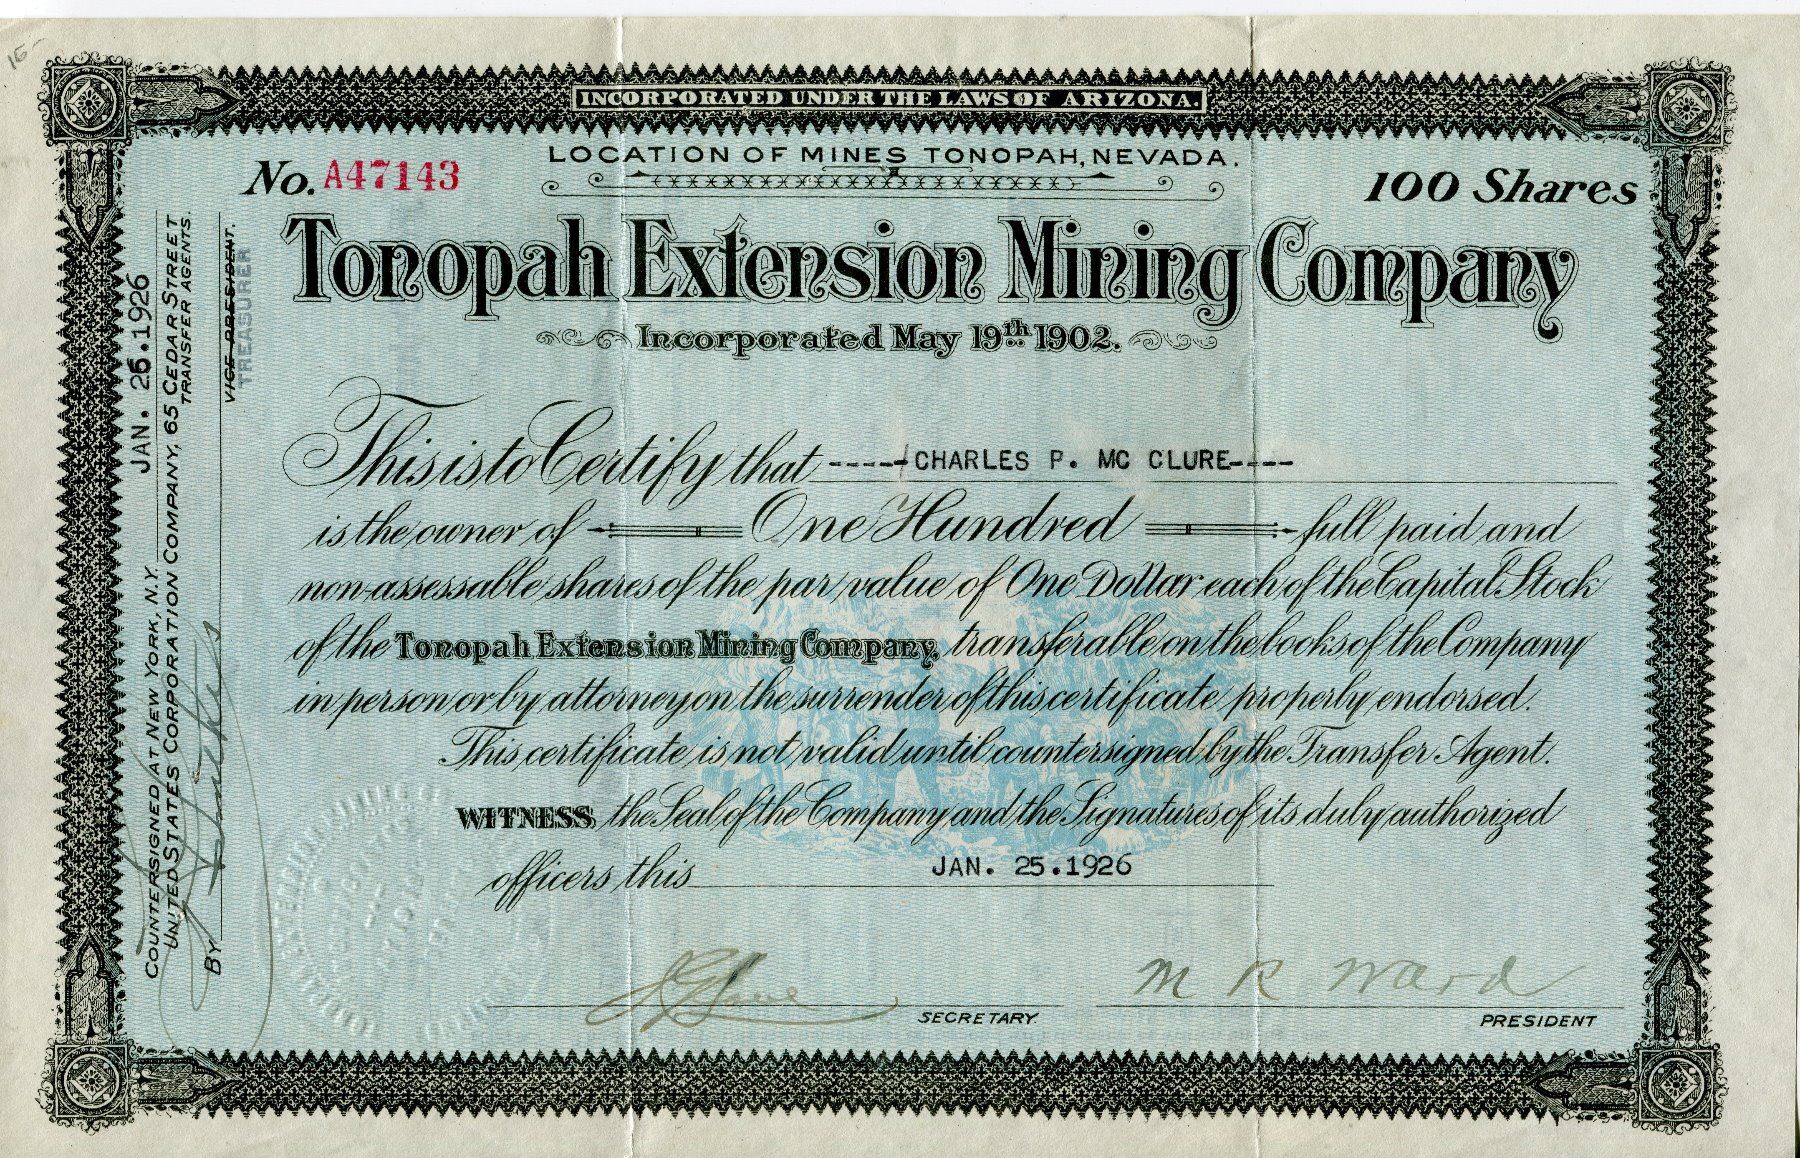 15-
INCORPORATED UNDER THE LAWS OF ARIZONA.
LOCATION OF MINES TONOPAH, NEVADA.
No. A47143
100 Shares
Tonopah Extension Mining Company
Incorporated May 19th 1902.
This is to Certify that -----CHARLES P. MC CLURE----
is the owner of One Hundred full paid and
non-assessable shares of the par value of One Dollar each of the Capital Stock
of the Tonopah Extension Mining Company, transferable on the books of the Company
in person or by attorney on the surrender of this certificate properly endorsed.
This certificate is not valid until countersigned by the Transfer Agent.
WITNESS, the Seal of the Company and the Signatures of its duly authorized
officers this JAN. 25.1926
SECRETARY.
M R Ward
PRESIDENT
COUNTERSIGNED AT NEW YORK, N.Y. JAN. 25.1926
UNITED STATES CORPORATION COMPANY, 65 CEDAR STREET
TRANSFER AGENTS.
BY
VICE PRESIDENT.
TREASURER